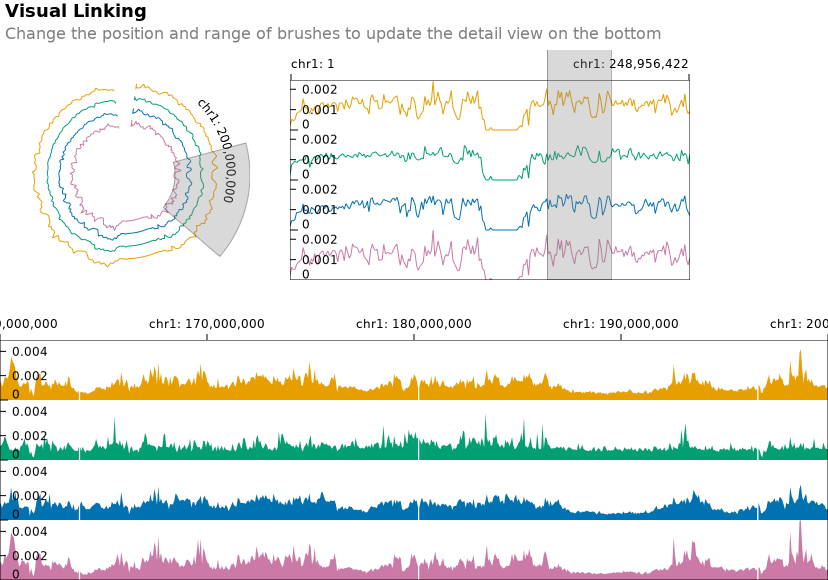 Visual Linking
Change the position and range of brushes to update the detail view on the bottom
chr1: 200,000,000
chr1: 1
chr1: 248,956,422
0.002
0.001
0
0.002
0.001
0
0.002
0.001
0
0.002
0.001
0
0,000,000
chr1: 170,000,000
chr1: 180,000,000
chr1: 190,000,000
chr1: 200
0.004
0.002
0
0.004
0.002
0
0.004
0.002
0
0.004
0.002
0